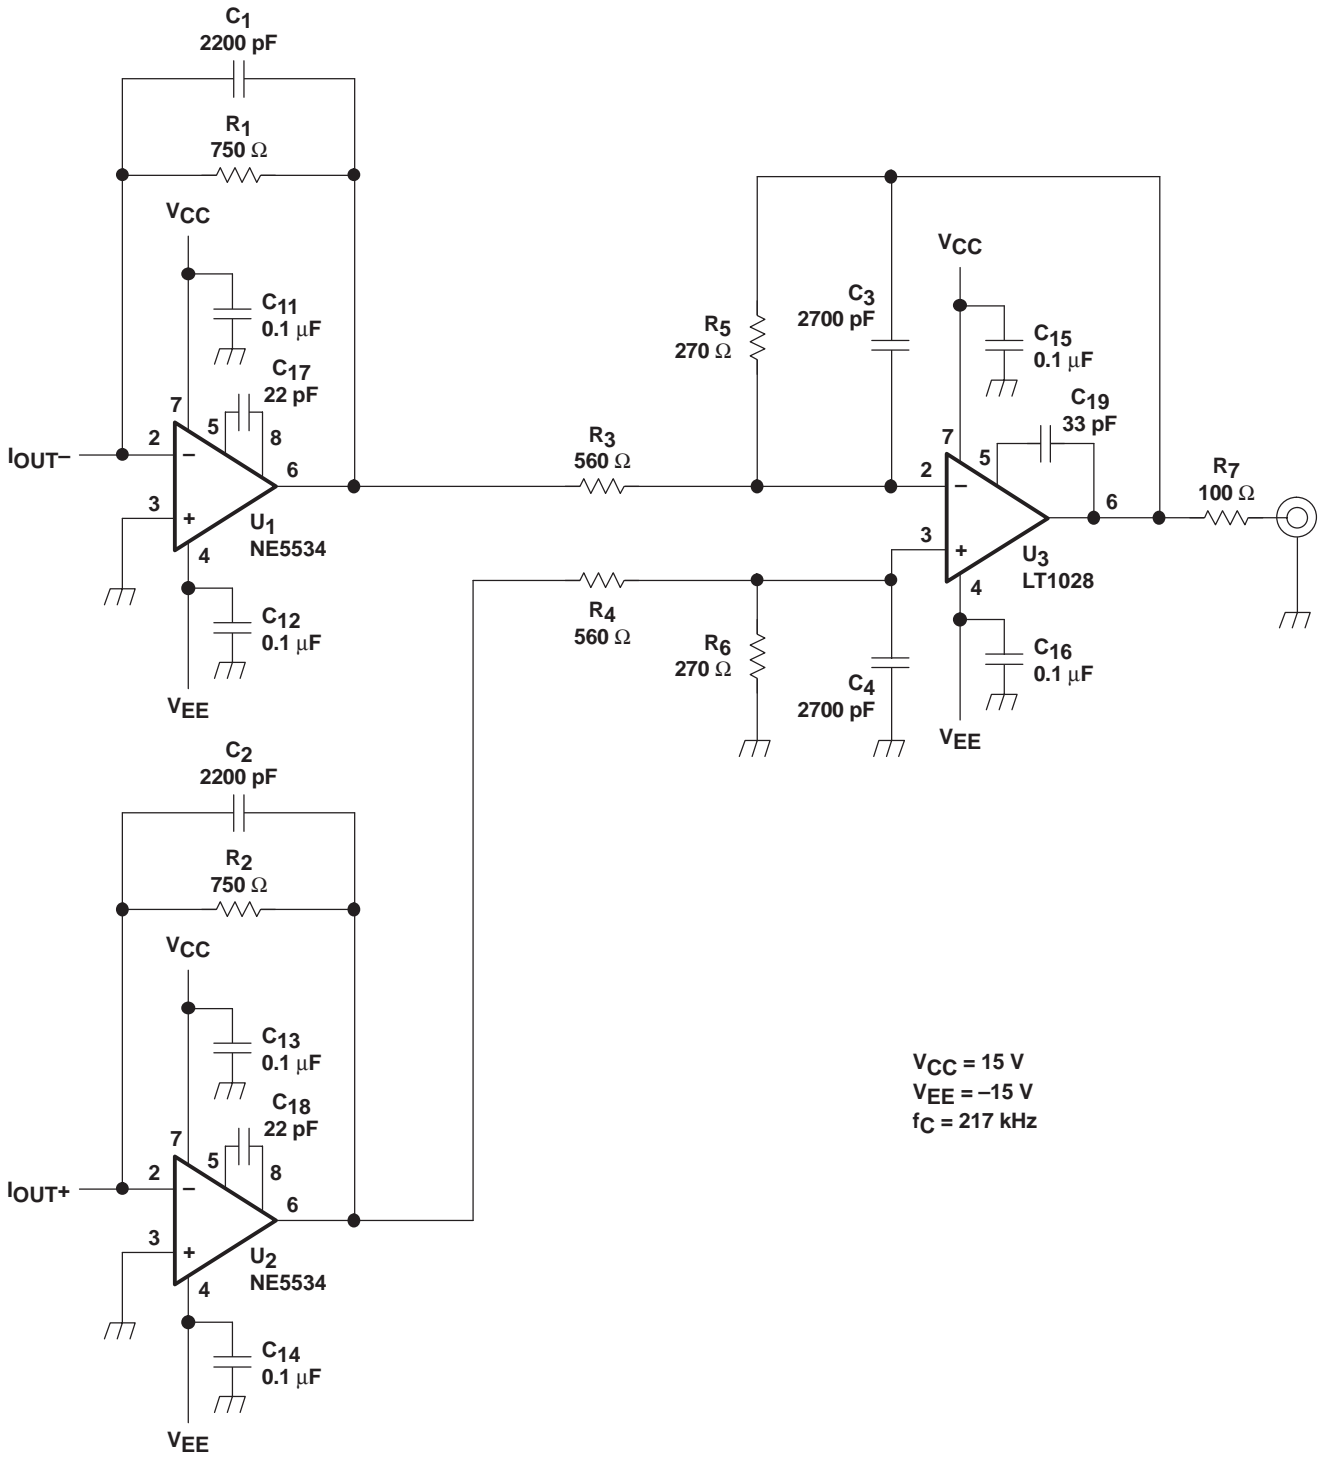 C1
2200 pF
R1
750 Ω
VCC
C11
0.1 μF
C17
22 pF
7
5
8
2
6
IOUT–
–
3
+
U1
NE5534
4
C12
0.1 μF
VEE
R3
560 Ω
R5
270 Ω
C3
2700 pF
VCC
C15
0.1 μF
C19
33 pF
7
5
2
6
–
3
+
U3
LT1028
4
R7
100 Ω
R4
560 Ω
R6
270 Ω
C4
2700 pF
C16
0.1 μF
VEE
C2
2200 pF
R2
750 Ω
VCC
C13
0.1 μF
C18
22 pF
7
5
8
2
6
IOUT+
–
3
+
U2
NE5534
4
C14
0.1 μF
VEE
VCC = 15 V
VEE = –15 V
fC = 217 kHz